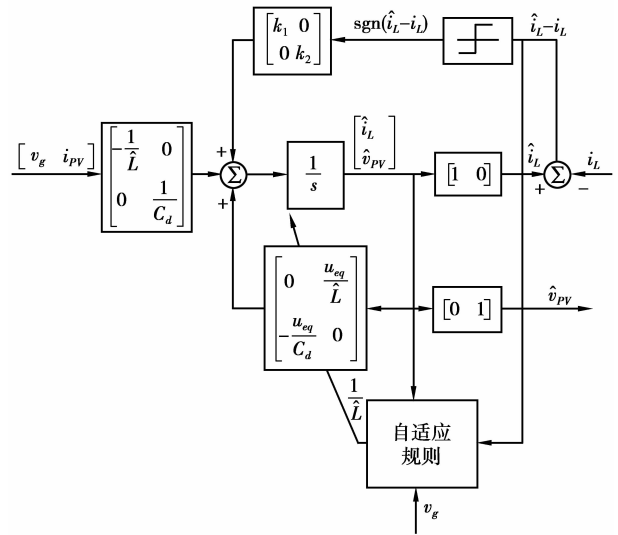 k₁ 0
0 k₂
sgn(î_L−i_L)
î_L−i_L
[v_g i_PV]
−1/L̂ 0
0 1/C_d
+
Σ
+
1/s
î_L
v̂_PV
[1 0]
î_L
+
Σ
−
i_L
0 u_eq/L̂
−u_eq/C_d 0
[0 1]
v̂_PV
1/L̂
自适应
规则
v_g